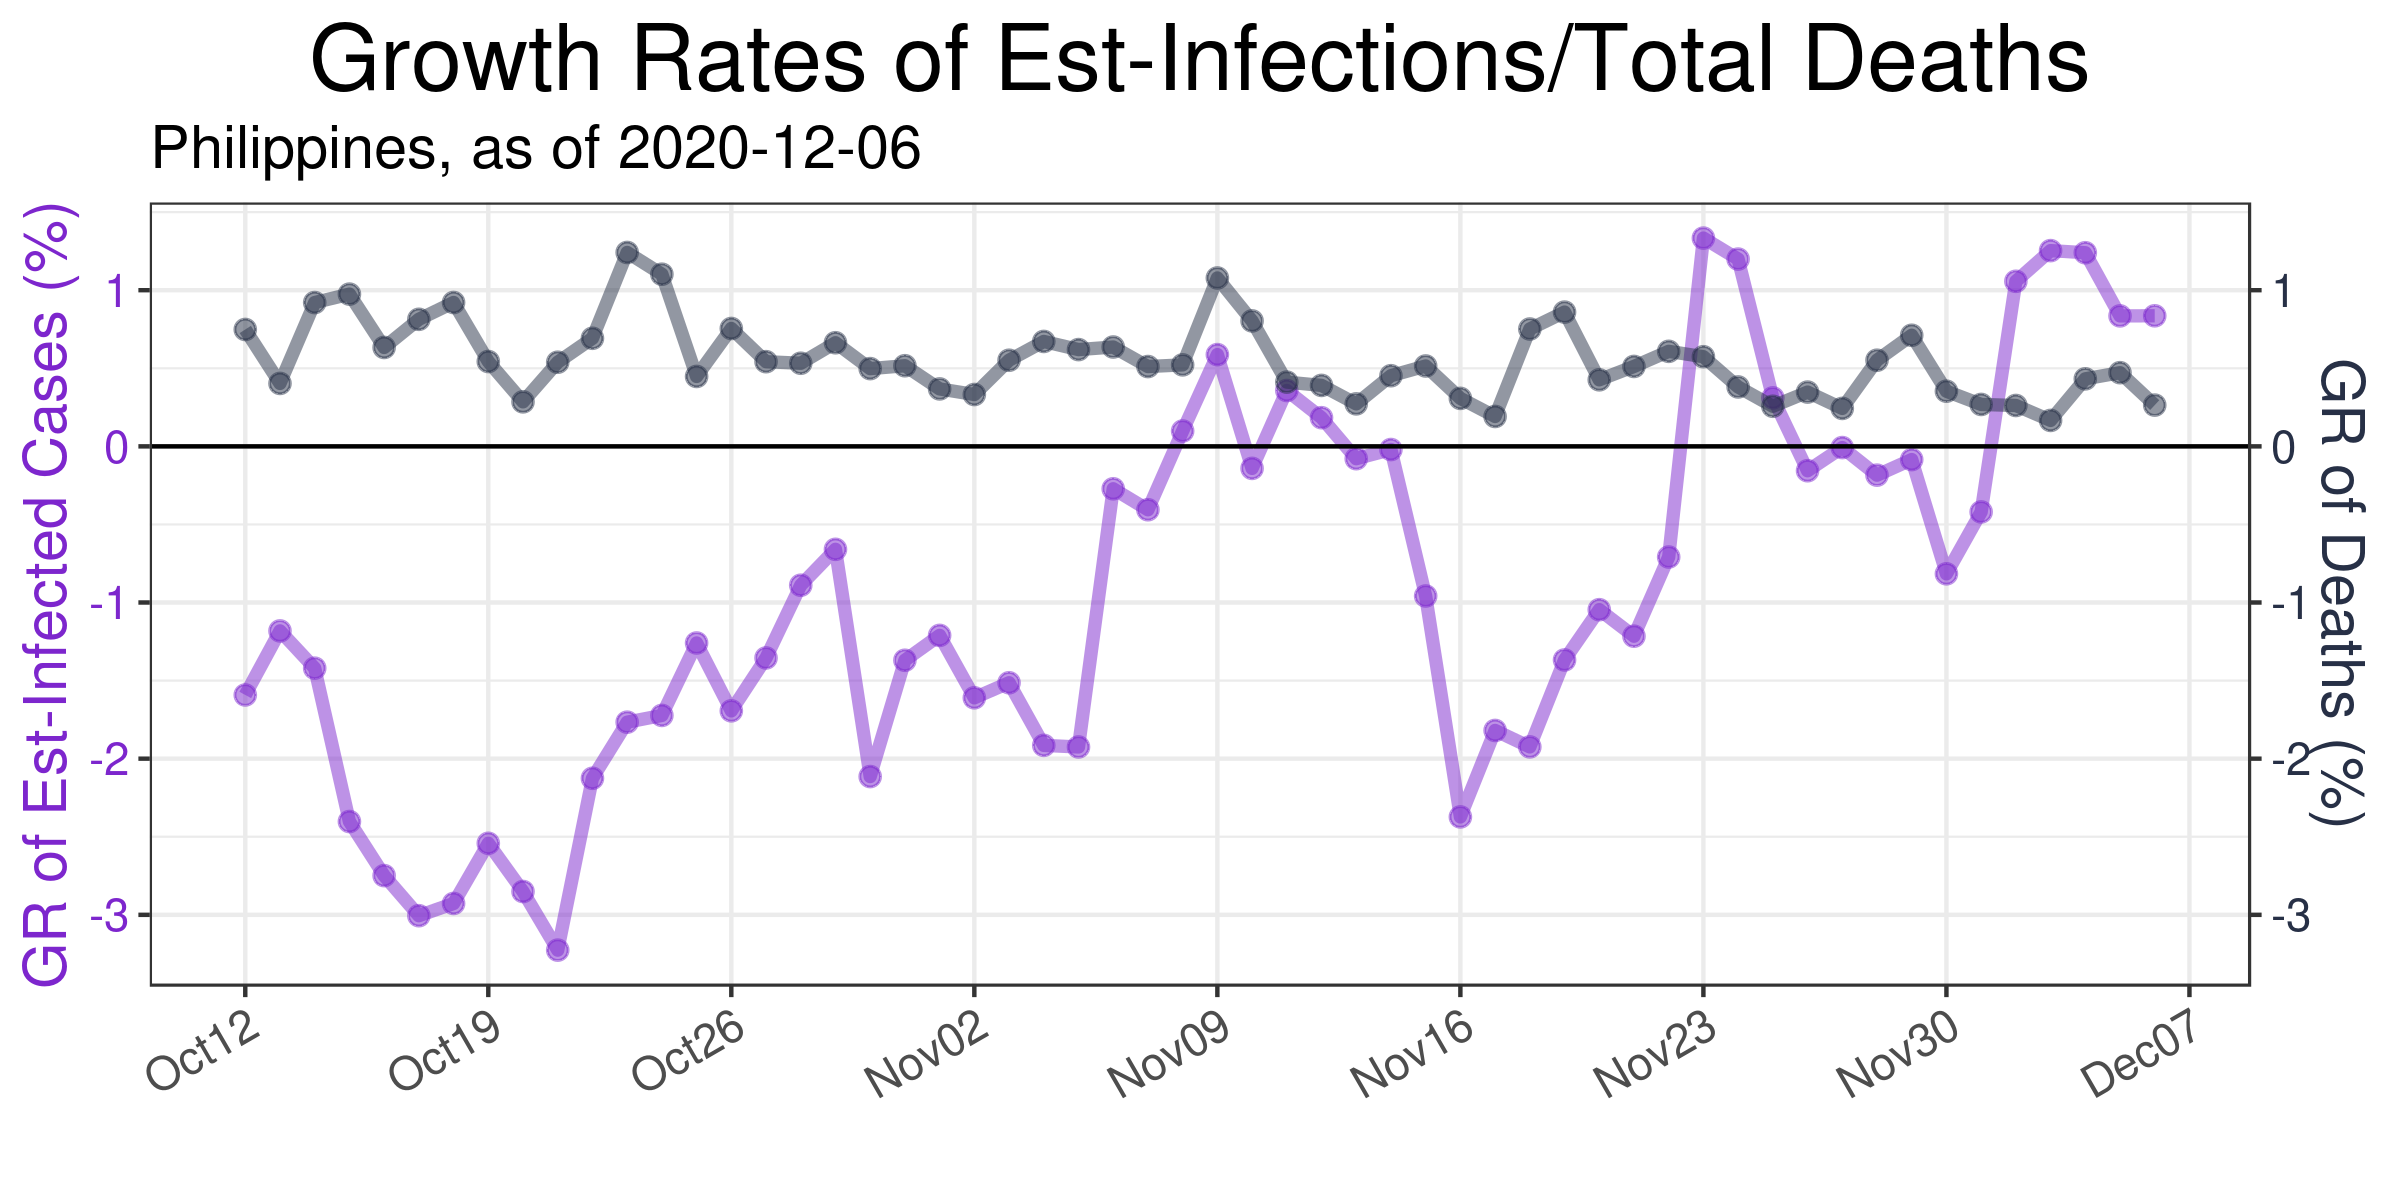 Growth Rates of Est-Infections/Total Deaths
Philippines, as of 2020-12-06
GR of Est-Infected Cases (%)
1
0
-1
-2
-3
1
0
-1
-2
-3
GR of Deaths (%)
Oct12
Oct19
Oct26
Nov02
Nov09
Nov16
Nov23
Nov30
Dec07